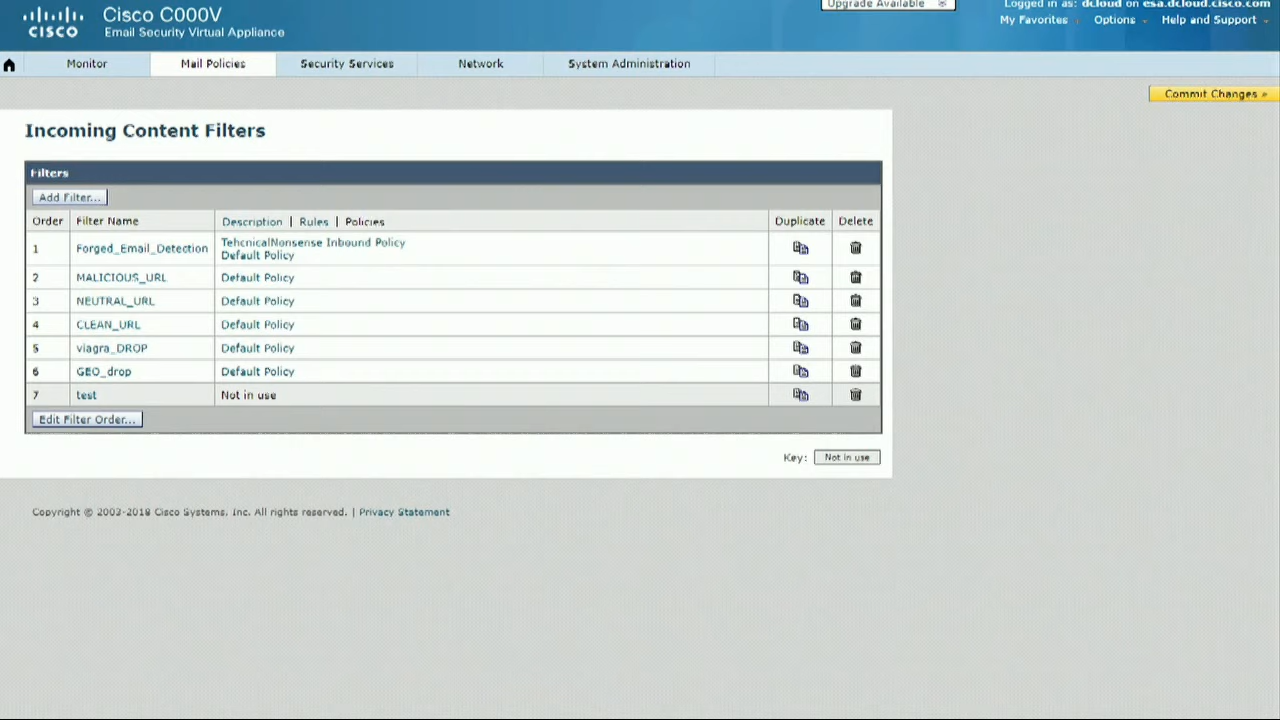 Upgrade Available
Logged in as: dcloud on esa.dcloud.cisco.com
CISCO
Cisco C000V
Email Security Virtual Appliance
My Favorites Options Help and Support
Monitor Mail Policies Security Services Network System Administration
Commit Changes »
Incoming Content Filters
Filters
Add Filter...
Order Filter Name Description | Rules | Policies Duplicate Delete
1 Forged_Email_Detection TehcnicalNonsense Inbound Policy
Default Policy
2 MALICIOUS_URL Default Policy
3 NEUTRAL_URL Default Policy
4 CLEAN_URL Default Policy
5 viagra_DROP Default Policy
6 GEO_drop Default Policy
7 test Not in use
Edit Filter Order...
Key: Not in use
Copyright © 2003-2018 Cisco Systems, Inc. All rights reserved. | Privacy Statement